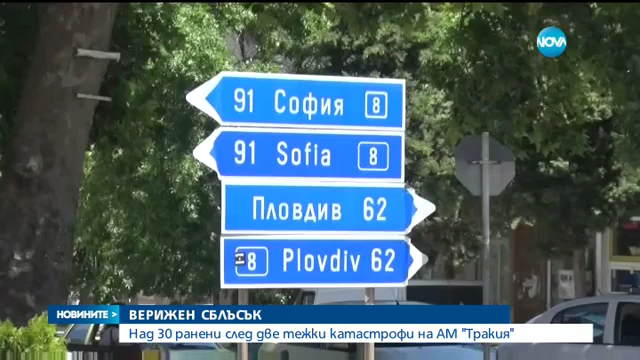 NOVA
91 София 8
91 Sofia 8
Пловдив 62
8 Plovdiv 62
НОВИНИТЕ >
ВЕРИЖЕН СБЛЪСЪК
Над 30 ранени след две тежки катастрофи на АМ "Тракия"